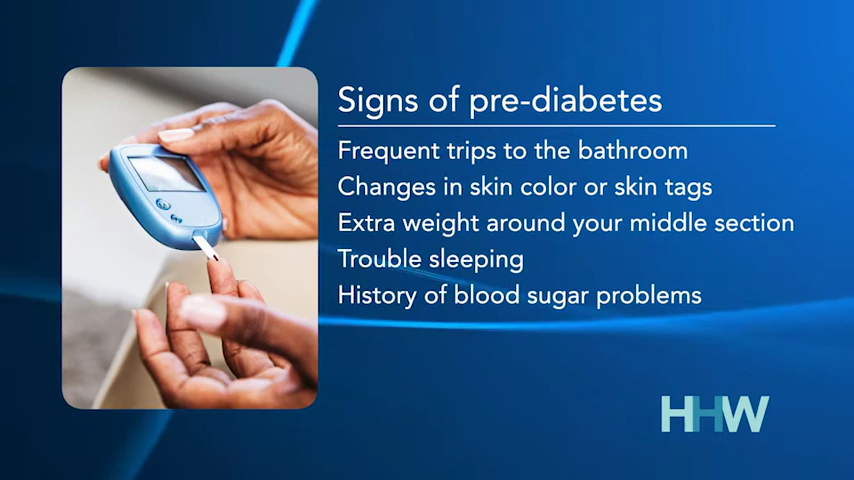 Signs of pre-diabetes
Frequent trips to the bathroom
Changes in skin color or skin tags
Extra weight around your middle section
Trouble sleeping
History of blood sugar problems
HHW